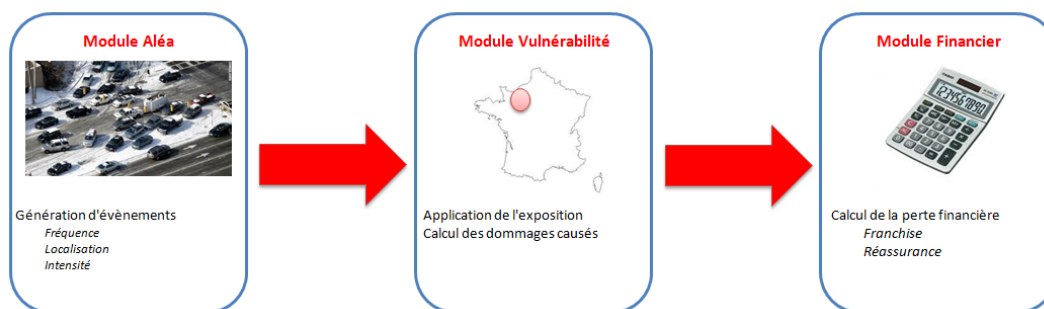 Module Aléa
Génération d'évènements
Fréquence
Localisation
Intensité
Module Vulnérabilité
Application de l'exposition
Calcul des dommages causés
Module Financier
1234567890
Calcul de la perte financière
Franchise
Réassurance